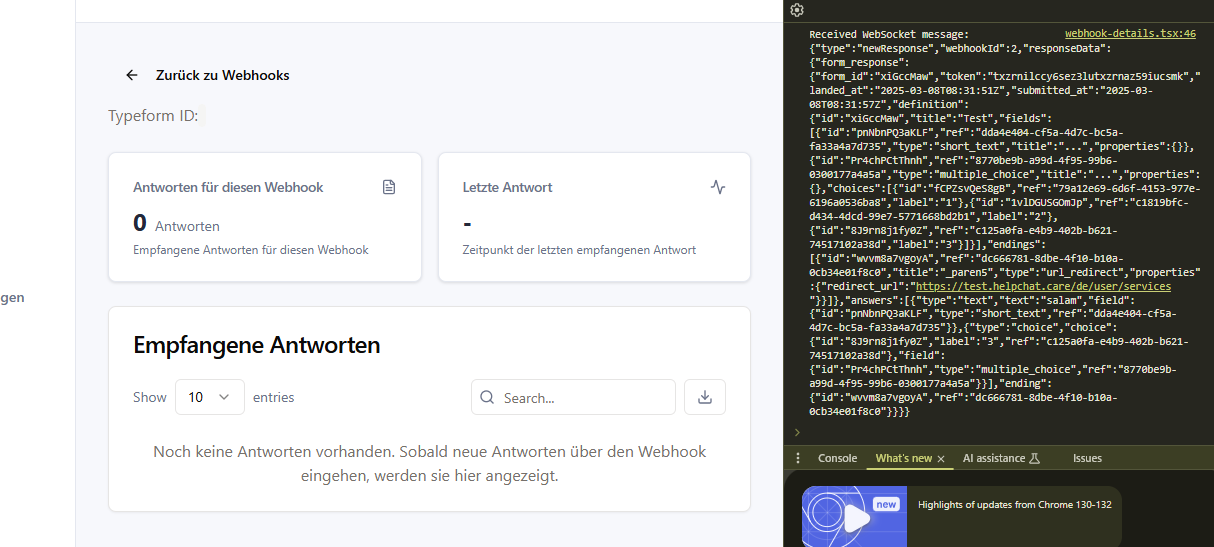 Zurück zu Webhooks
Typeform ID:
Antworten für diesen Webhook
0 Antworten
Empfangene Antworten für diesen Webhook
Letzte Antwort
-
Zeitpunkt der letzten empfangenen Antwort
gen
Empfangene Antworten
Show 10 entries
Search...
Noch keine Antworten vorhanden. Sobald neue Antworten über den Webhook
eingehen, werden sie hier angezeigt.
Received WebSocket message: webhook-details.tsx:46
{"type":"newResponse","webhookId":2,"responseData":
{"form_response":
{"form_id":"xiGccMaw","token":"txzrnilccy6sez3lutxzrnaz59iucsmk","
landed_at":"2025-03-08T08:31:51Z","submitted_at":"2025-03-
08T08:31:57Z","definition":
{"id":"xiGccMaw","title":"Test","fields":
[{"id":"pnNbnPQ3aKLF","ref":"dda4e404-cf5a-4d7c-bc5a-
fa33a4a7d735","type":"short_text","title":"...","properties":{}},
{"id":"Pr4chPCtThnh","ref":"8770be9b-a99d-4f95-99b6-
0300177a4a5a","type":"multiple_choice","title":"...","properties":
{},"choices":[{"id":"fCPZsvQeS8gB","ref":"79a12e69-6d6f-4153-977e-
6196a0536ba8","label":"1"},{"id":"1vlDGUSGOmJp","ref":"c1819bfc-
d434-4dcd-99e7-5771668bd2b1","label":"2"},
{"id":"8J9rn8j1fy0Z","ref":"c125a0fa-e4b9-402b-b621-
74517102a38d","label":"3"}]}],"endings":
[{"id":"wvvm8a7vgoyA","ref":"dc666781-8dbe-4f10-b10a-
0cb34e01f8c0","title":"_paren5","type":"url_redirect","properties"
:{"redirect_url":"https://test.helpchat.care/de/user/services
"}}]},"answers":[{"type":"text","text":"salam","field":
{"id":"pnNbnPQ3aKLF","type":"short_text","ref":"dda4e404-cf5a-
4d7c-bc5a-fa33a4a7d735"}},{"type":"choice","choice":
{"id":"8J9rn8j1fy0Z","label":"3","ref":"c125a0fa-e4b9-402b-b621-
74517102a38d"},"field":
{"id":"Pr4chPCtThnh","type":"multiple_choice","ref":"8770be9b-
a99d-4f95-99b6-0300177a4a5a"}}],"ending":
{"id":"wvvm8a7vgoyA","ref":"dc666781-8dbe-4f10-b10a-
0cb34e01f8c0"}}}}
Console What's new AI assistance Issues
new
Highlights of updates from Chrome 130-132